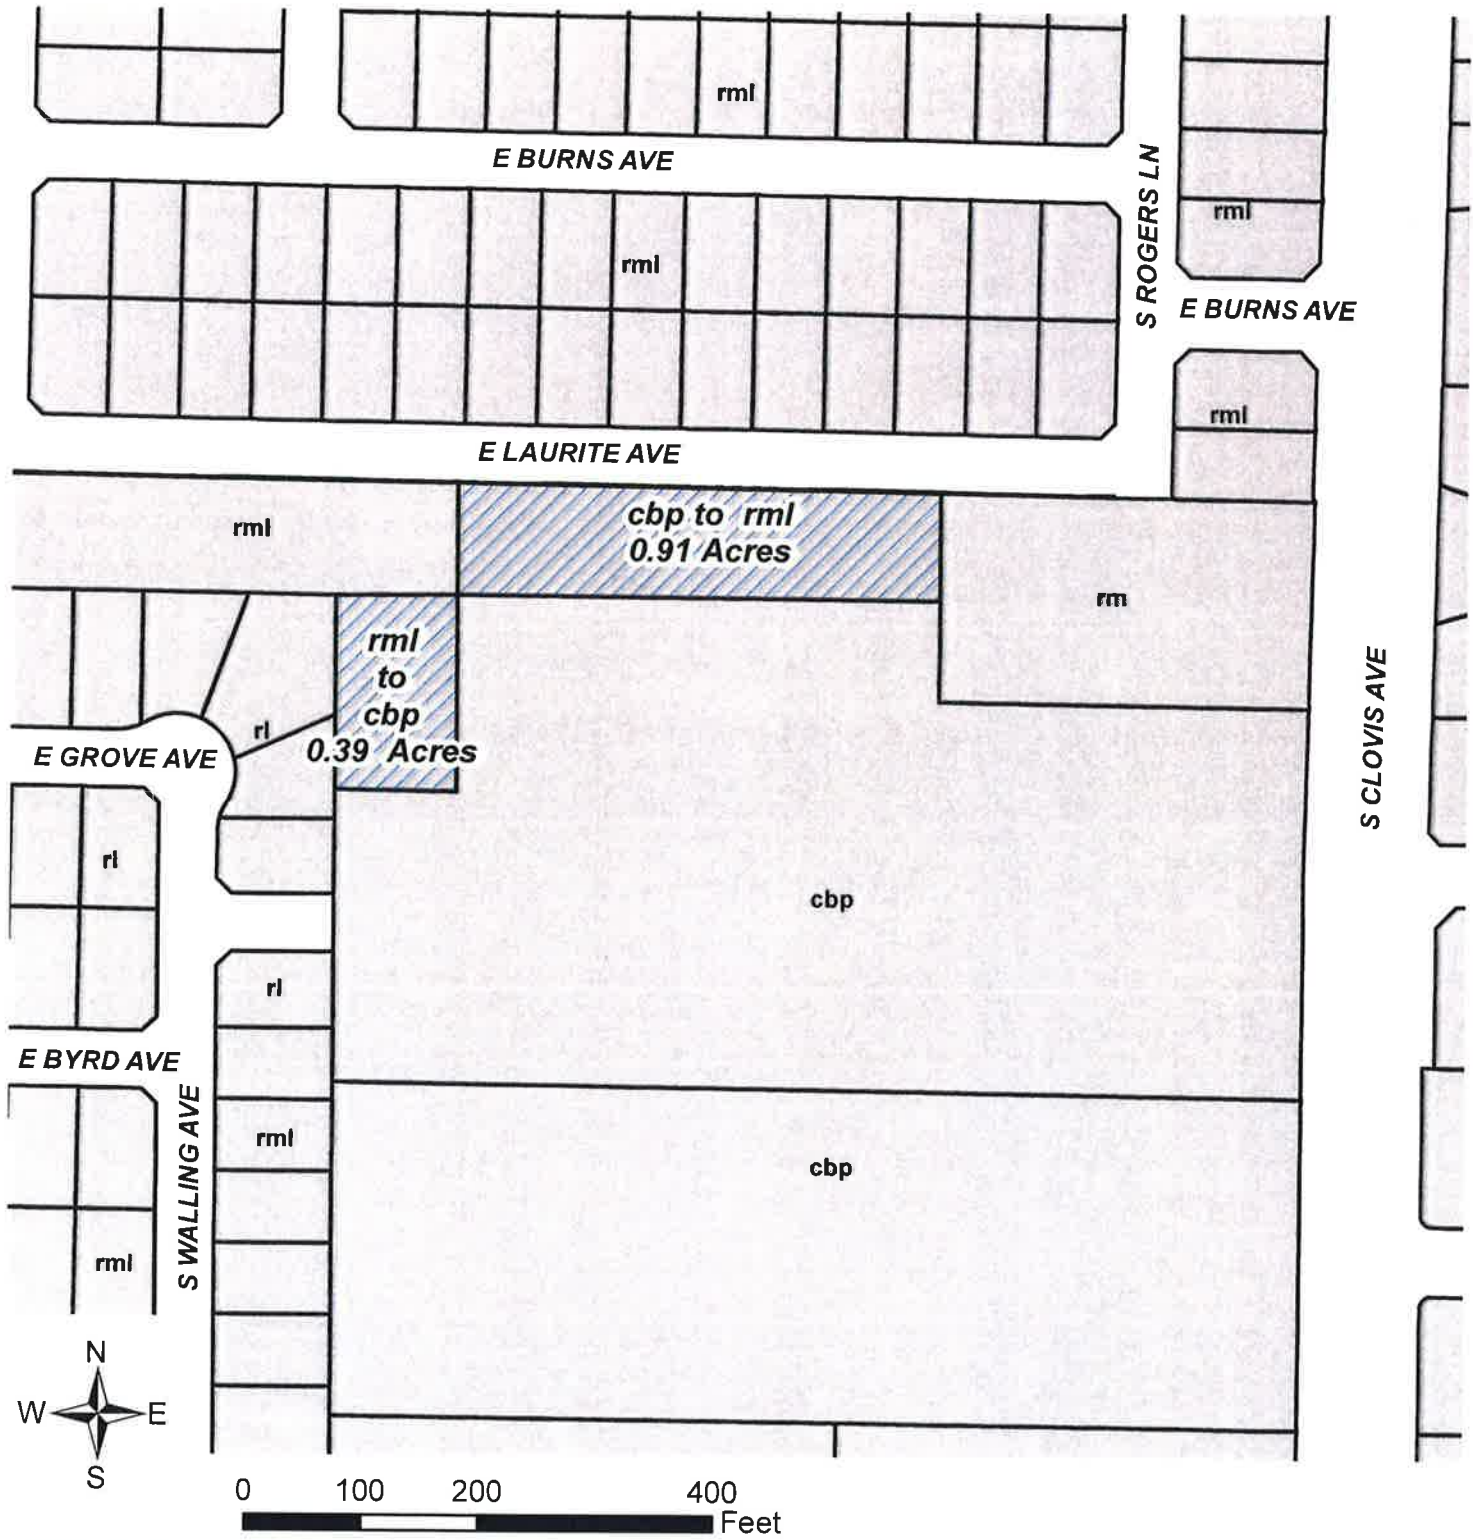 rml
E BURNS AVE
S ROGERS LN
rml
rml
E BURNS AVE
rml
E LAURITE AVE
rml
cbp to rml
0.91 Acres
rm
rml
to
cbp
0.39 Acres
rl
E GROVE AVE
S CLOVIS AVE
rl
cbp
rl
E BYRD AVE
S WALLING AVE
rml
cbp
rml
N
W
E
S
0 100 200 400
Feet